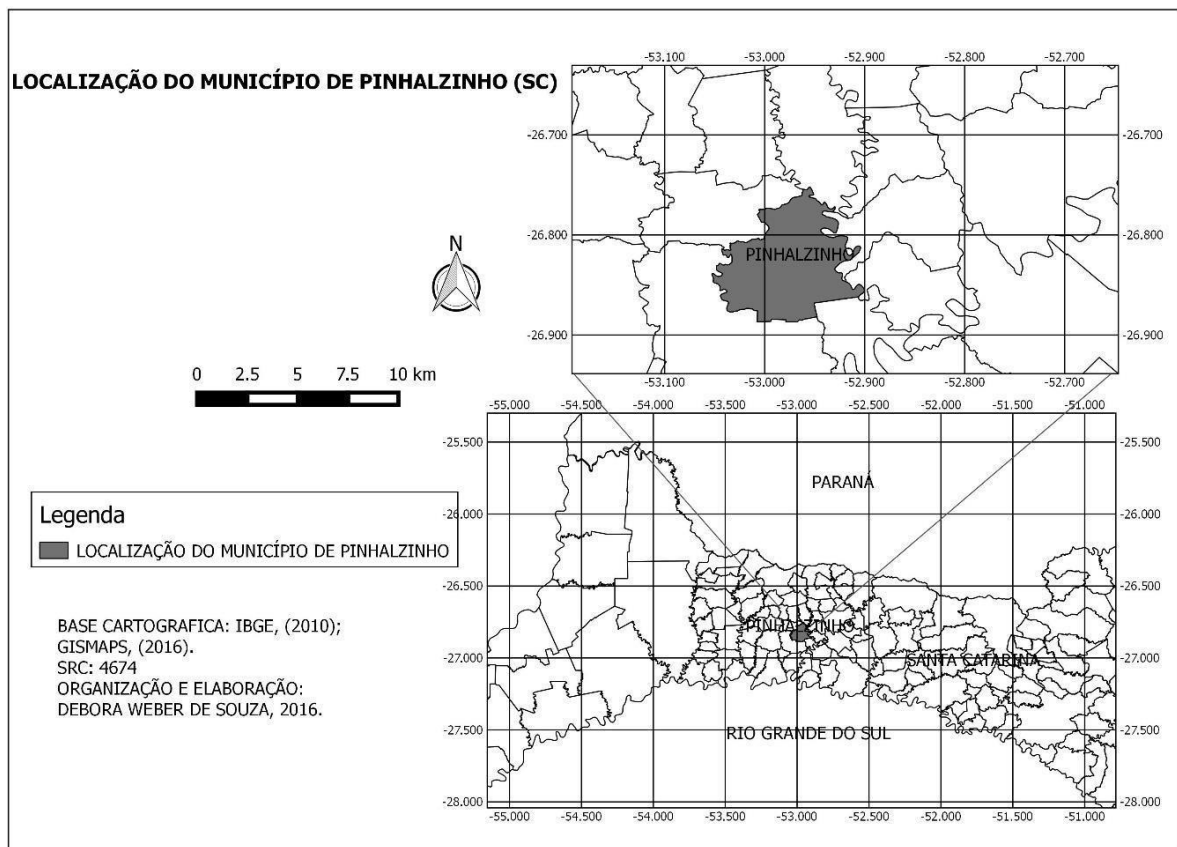 LOCALIZAÇÃO DO MUNICÍPIO DE PINHALZINHO (SC)
-53.100 -53.000 -52.900 -52.800 -52.700
-26.700 -26.700
-26.800 -26.800
PINHALZINHO
-26.900 -26.900
-53.100 -53.000 -52.900 -52.800 -52.700
N
0 2.5 5 7.5 10 km
-55.000 -54.500 -54.000 -53.500 -53.000 -52.500 -52.000 -51.500 -51.000
-25.500 -25.500
PARANÁ
-26.000 -26.000
-26.500 -26.500
PINHALZINHO
-27.000 -27.000
SANTA CATARINA
-27.500 -27.500
RIO GRANDE DO SUL
-28.000 -28.000
-55.000 -54.500 -54.000 -53.500 -53.000 -52.500 -52.000 -51.500 -51.000
Legenda
LOCALIZAÇÃO DO MUNICÍPIO DE PINHALZINHO
BASE CARTOGRAFICA: IBGE, (2010);
GISMAPS, (2016).
SRC: 4674
ORGANIZAÇÃO E ELABORAÇÃO:
DEBORA WEBER DE SOUZA, 2016.